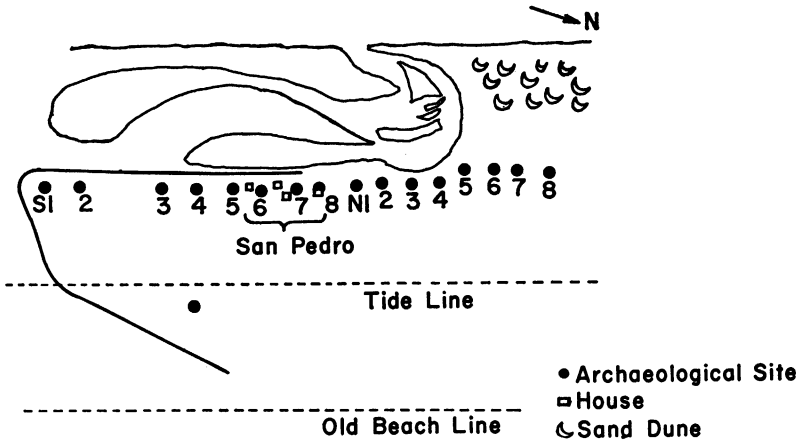 N
S1 2 3 4 5 6 7 8 N1 2 3 4 5 6 7 8
San Pedro
Tide Line
Archaeological Site
House
Old Beach Line
Sand Dune